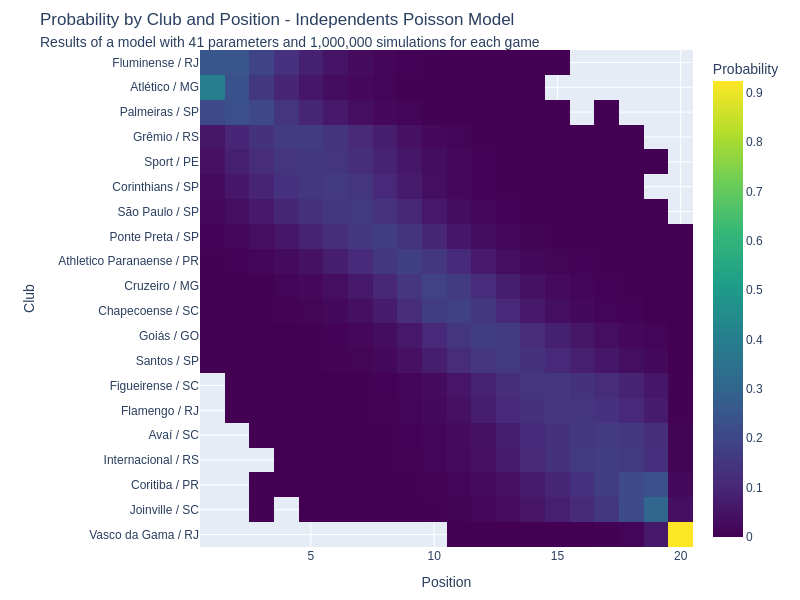 Probability by Club and Position - Independents Poisson Model
Results of a model with 41 parameters and 1,000,000 simulations for each game
Probability
Fluminense / RJ
Atlético / MG
Palmeiras / SP
Grêmio / RS
Sport / PE
Corinthians / SP
São Paulo / SP
Ponte Preta / SP
Athletico Paranaense / PR
Cruzeiro / MG
Chapecoense / SC
Goiás / GO
Santos / SP
Figueirense / SC
Flamengo / RJ
Avaí / SC
Internacional / RS
Coritiba / PR
Joinville / SC
Vasco da Gama / RJ
Club
5 10 15 20
Position
0.9
0.8
0.7
0.6
0.5
0.4
0.3
0.2
0.1
0